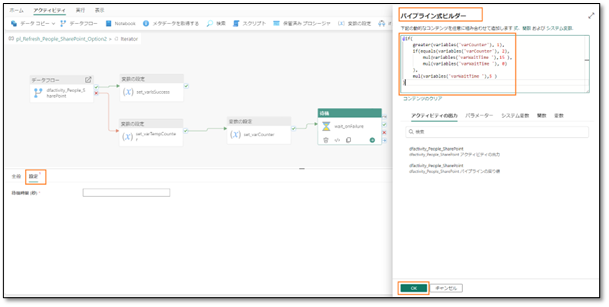 ホーム アクティビティ 実行 表示
データ コピー データフロー Notebook メタデータを取得する 検索 スクリプト 手溜済み プロシージャ 変数の設定
pl_Refresh_People_SharePoint_Option2 > Iterator
データフロー
dfactivity_People_SharePoint
変数の設定
set_varIsSuccess
変数の設定
set_varTempCounter
変数の設定
set_varCounter
待機
wait_onFailure
全般 設定
待機時間 (秒)
パイプライン式ビルダー
下記の動的なコンテンツを任意に組み合わせて追加します: 式、関数 および システム変数.
@if(
greater(variables('varCounter'), 1),
if(equals(variables('varCounter'), 2),
mul(variables('varWaitTime '),15 ),
mul(variables('varWaitTime '), 0)
),
mul(variables('varWaitTime '),5 )
)
コンテンツのクリア
アクティビティの出力 パラメーター システム変数 関数 変数
検索
dfactivity_People_SharePoint
dfactivity_People_SharePoint アクティビティの出力
dfactivity_People_SharePoint
dfactivity_People_SharePoint パイプラインの戻り値
OK キャンセル